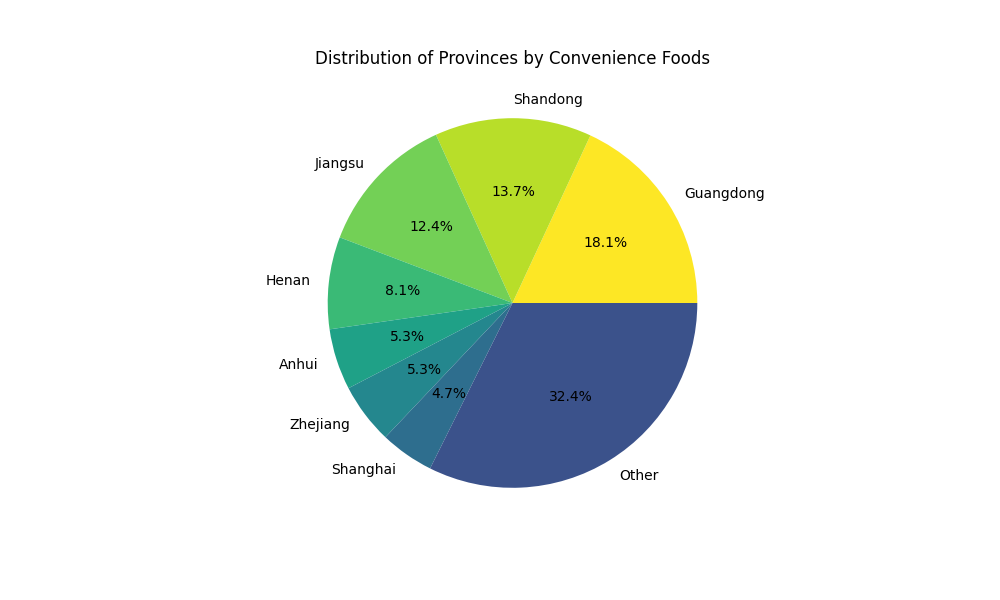 Distribution of Provinces by Convenience Foods
Shandong
Jiangsu
Guangdong
13.7%
12.4%
18.1%
Henan
8.1%
5.3%
Anhui
5.3%
4.7%
32.4%
Zhejiang
Shanghai
Other